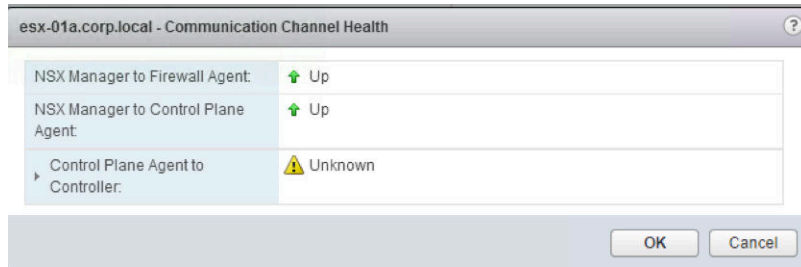 esx-01a.corp.local - Communication Channel Health
?
NSX Manager to Firewall Agent: Up
NSX Manager to Control Plane Up
Agent:
Control Plane Agent to Unknown
Controller:
OK Cancel